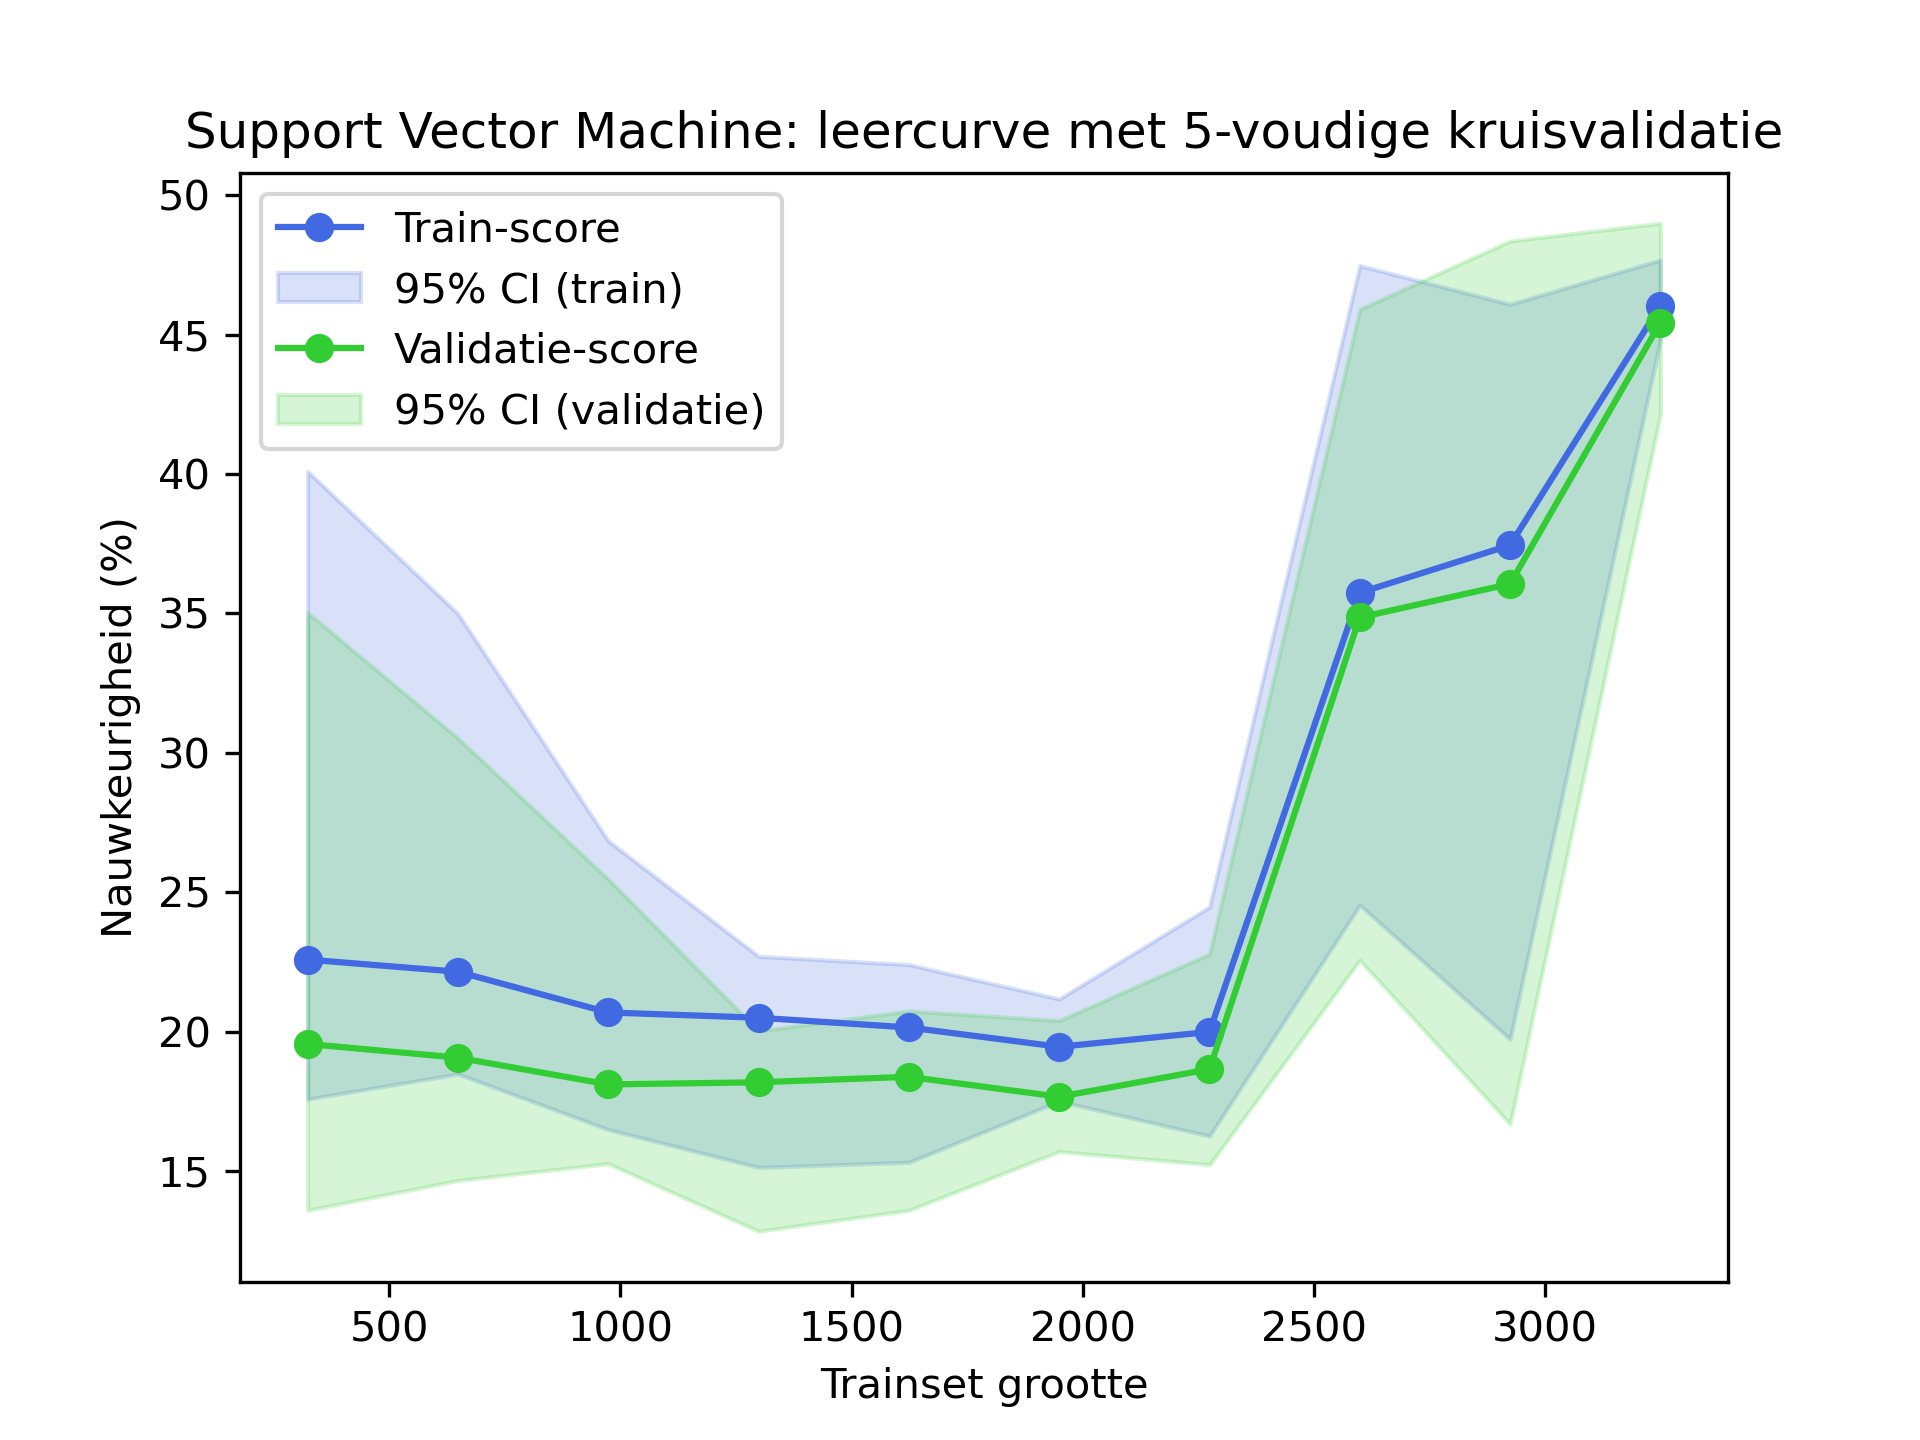 Support Vector Machine: leercurve met 5-voudige kruisvalidatie
Train-score
95% CI (train)
Validatie-score
95% CI (validatie)
Nauwkeurigheid (%)
50
45
40
35
30
25
20
15
500 1000 1500 2000 2500 3000
Trainset grootte